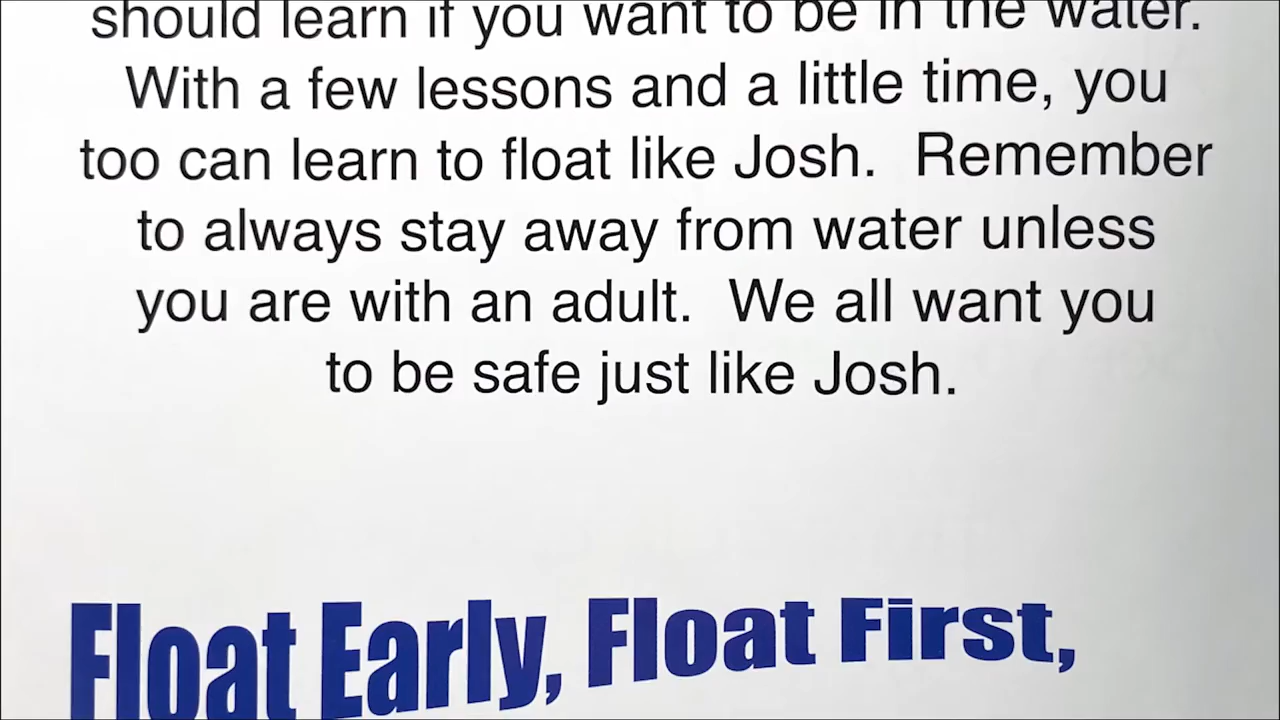 should learn if you want to be in the water.
With a few lessons and a little time, you
too can learn to float like Josh. Remember
to always stay away from water unless
you are with an adult. We all want you
to be safe just like Josh.
Float Early, Float First,